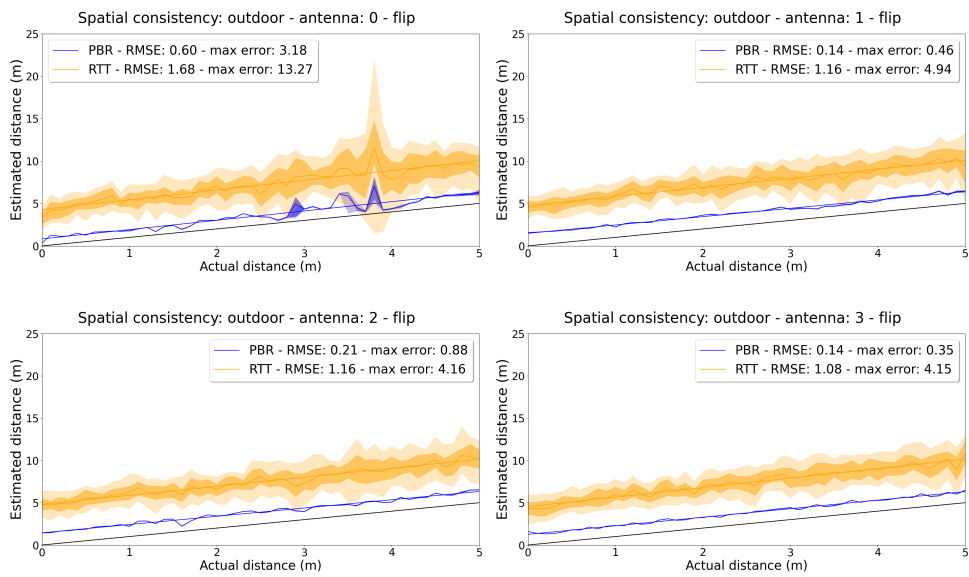 Spatial consistency: outdoor - antenna: 0 - flip
PBR - RMSE: 0.60 - max error: 3.18
RTT - RMSE: 1.68 - max error: 13.27
Estimated distance (m)
25
20
15
10
5
0
0 1 2 3 4 5
Actual distance (m)
Spatial consistency: outdoor - antenna: 1 - flip
PBR - RMSE: 0.14 - max error: 0.46
RTT - RMSE: 1.16 - max error: 4.94
Estimated distance (m)
25
20
15
10
5
0
0 1 2 3 4 5
Actual distance (m)
Spatial consistency: outdoor - antenna: 2 - flip
PBR - RMSE: 0.21 - max error: 0.88
RTT - RMSE: 1.16 - max error: 4.16
Estimated distance (m)
25
20
15
10
5
0
0 1 2 3 4 5
Actual distance (m)
Spatial consistency: outdoor - antenna: 3 - flip
PBR - RMSE: 0.14 - max error: 0.35
RTT - RMSE: 1.08 - max error: 4.15
Estimated distance (m)
25
20
15
10
5
0
0 1 2 3 4 5
Actual distance (m)